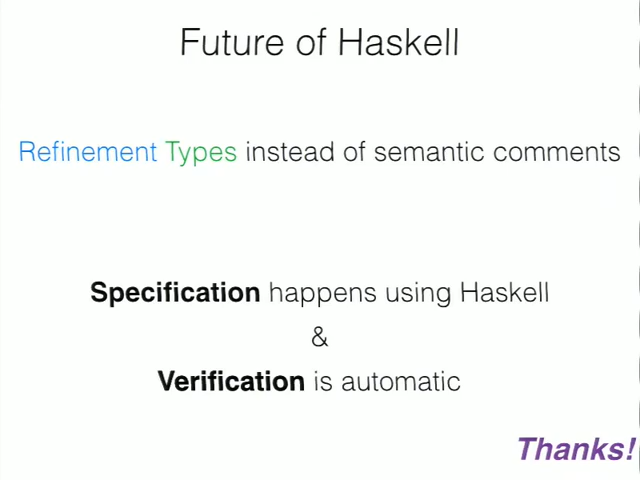 Future of Haskell
Refinement Types instead of semantic comments
Specification happens using Haskell
&
Verification is automatic
Thanks!